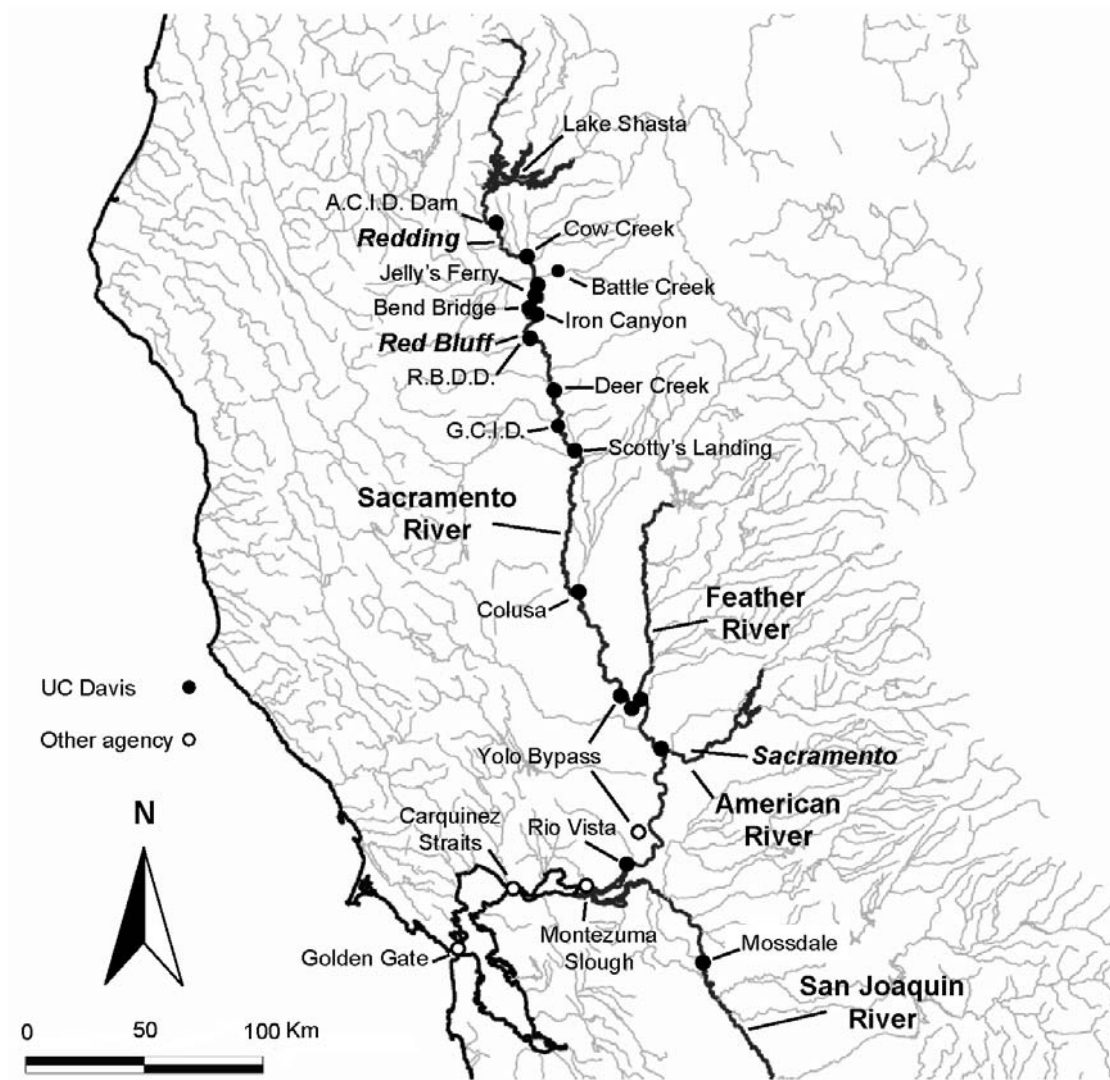 Lake Shasta
A.C.I.D. Dam
Redding
Cow Creek
Jelly's Ferry
Battle Creek
Bend Bridge
Iron Canyon
Red Bluff
R.B.D.D.
Deer Creek
G.C.I.D.
Scotty's Landing
Sacramento
River
Colusa
Feather
River
UC Davis
Other agency
Yolo Bypass
Sacramento
American
River
N
Carquinez
Straits
Rio Vista
Golden Gate
Montezuma
Slough
Mossdale
San Joaquin
River
0 50 100 Km